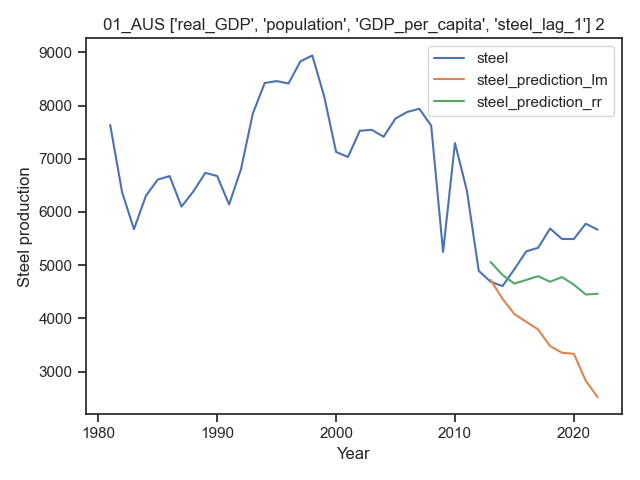 01_AUS ['real_GDP', 'population', 'GDP_per_capita', 'steel_lag_1'] 2
steel
steel_prediction_lm
steel_prediction_rr
Steel production
9000
8000
7000
6000
5000
4000
3000
1980
1990
2000
2010
2020
Year